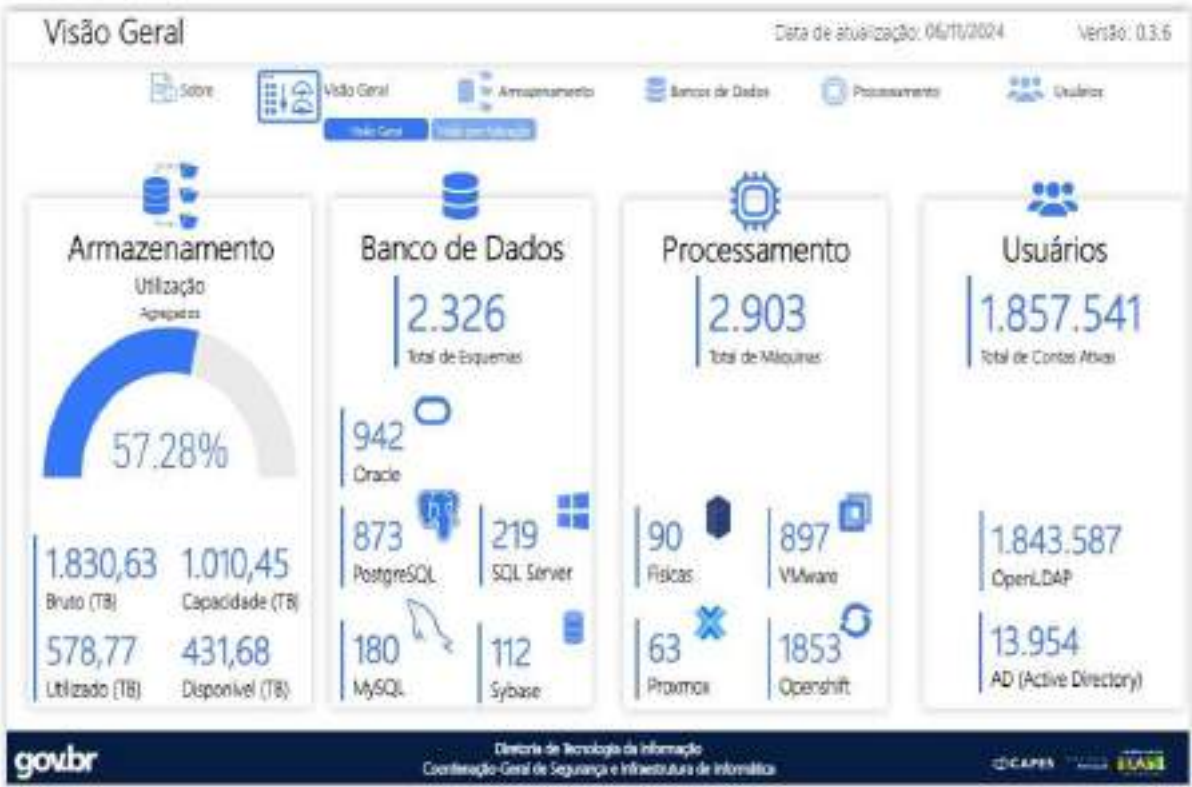 Visão Geral
Data de atualização: 06/11/2024
Versão: 0.3.6
Sobre
Visão Geral
Armazenamento
Bancos de Dados
Processamento
Usuários
Visão Geral
Armazenamento
Utilização
Agregados
57.28%
1.830,63
Bruto (TB)
1.010,45
Capacidade (TB)
578,77
Utilizado (TB)
431,68
Disponível (TB)
Banco de Dados
2.326
Total de Esquemas
942
Oracle
873
PostgreSQL
219
SQL Server
180
MySQL
112
Sybase
Processamento
2.903
Total de Máquinas
90
Físicas
897
VMware
63
Proxmox
1853
Openshift
Usuários
1.857.541
Total de Contas Ativas
1.843.587
OpenLDAP
13.954
AD (Active Directory)
gov.br
Diretoria de Tecnologia da Informação
Coordenação-Geral de Segurança e Infraestrutura de Informática
CAPES